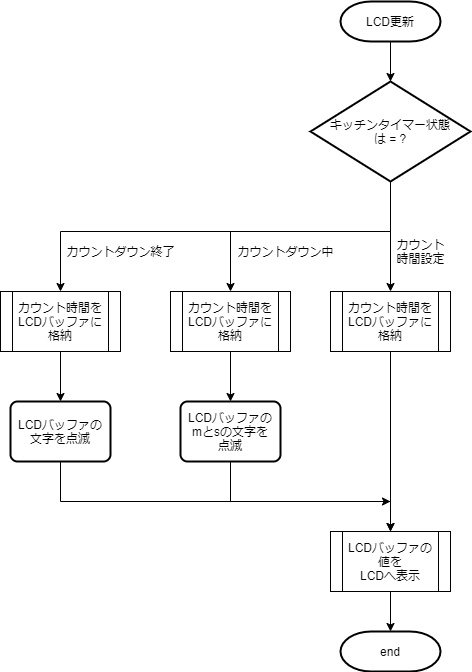 LCD更新
キッチンタイマー状態
は = ?
カウントダウン終了
カウントダウン中
カウント
時間設定
カウント時間を
LCDバッファに
格納
カウント時間を
LCDバッファに
格納
カウント時間を
LCDバッファに
格納
LCDバッファの
文字を点滅
LCDバッファの
mとsの文字を
点滅
LCDバッファの
値を
LCDへ表示
end